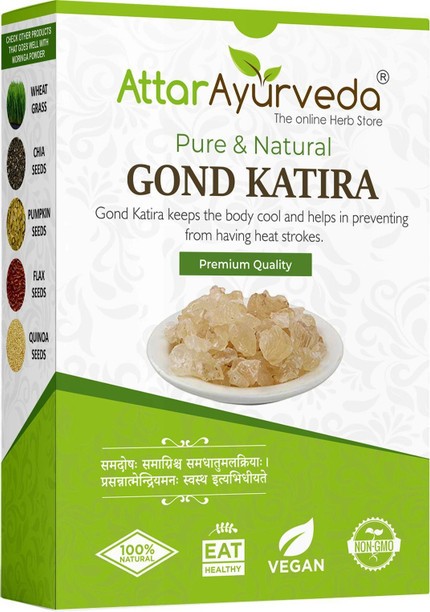 CHECK OTHER PRODUCTS
THAT GOES WELL WITH
MORINGA POWDER
WHEAT
GRASS
CHIA
SEEDS
PUMPKIN
SEEDS
FLAX
SEEDS
QUINOA
SEEDS
AttarAyurveda®
The online Herb Store
Pure & Natural
GOND KATIRA
Gond Katira keeps the body cool and helps in preventing
from having heat strokes.
Premium Quality
समदोषः समाग्निश्च समधातुमलक्रियाः।
प्रसन्नात्मेन्द्रियमनः स्वस्थ इत्यभिधीयते
100%
NATURAL
EAT
HEALTHY
VEGAN
NON-GMO